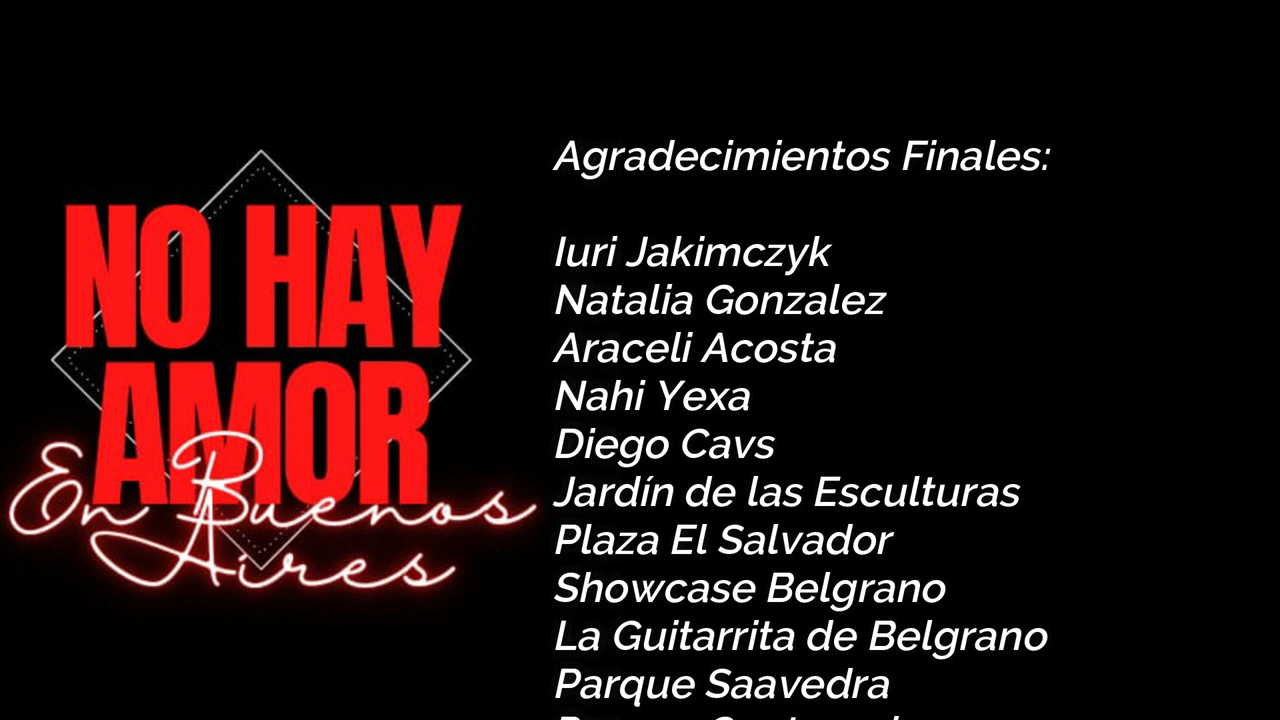 NO HAY
AMOR
En Buenos
Aires
Agradecimientos Finales:
Iuri Jakimczyk
Natalia Gonzalez
Araceli Acosta
Nahi Yexa
Diego Cavs
Jardín de las Esculturas
Plaza El Salvador
Showcase Belgrano
La Guitarrita de Belgrano
Parque Saavedra